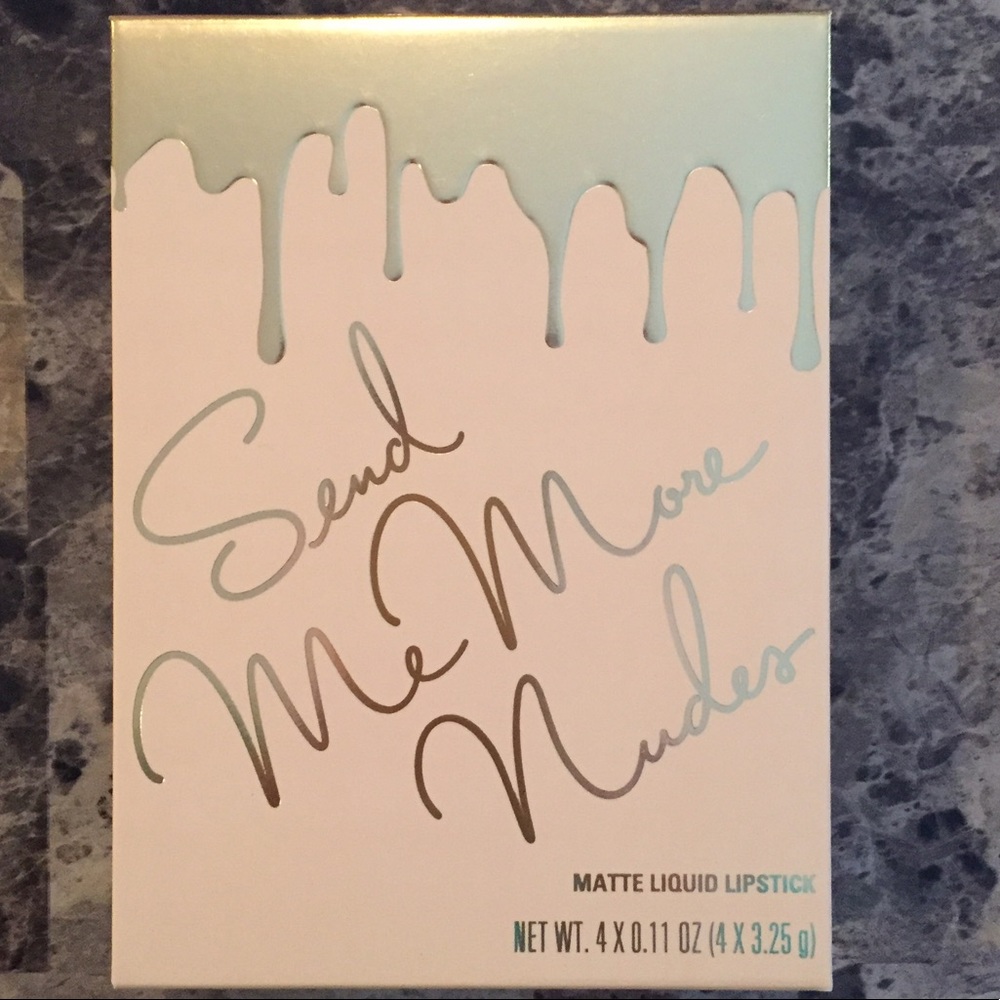 Send
Me More
Nudes
MATTE LIQUID LIPSTICK
NET WT. 4 X 0.11 OZ (4 X 3.25 g)